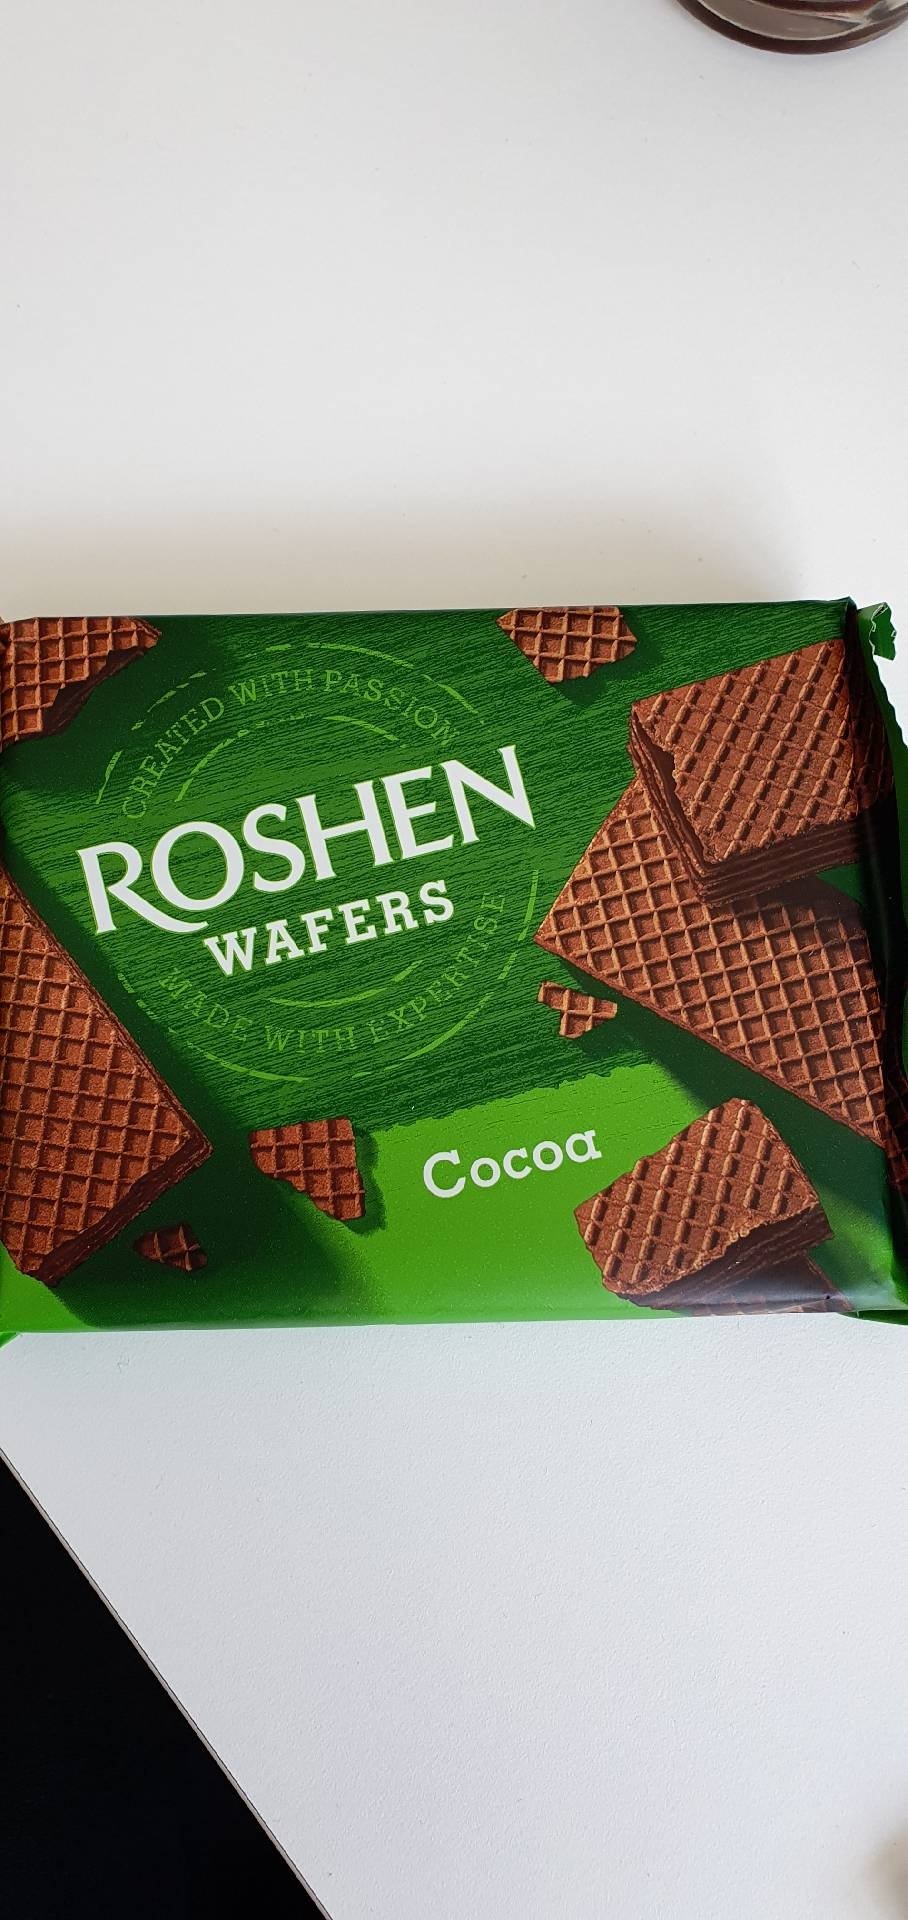 CREATED WITH PASSION
ROSHEN
WAFERS
MADE WITH EXPERTISE
Cocoa